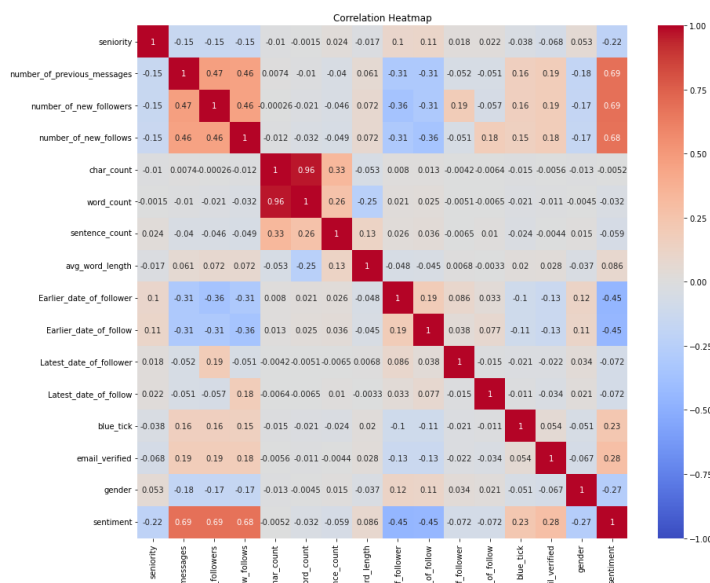 Correlation Heatmap
seniority 1 -0.15 -0.15 -0.15 -0.01 -0.0015 0.024 -0.017 0.1 0.11 0.018 0.022 -0.038 -0.068 0.053 -0.22
number_of_previous_messages -0.15 1 0.47 0.46 0.0074 -0.01 -0.04 0.061 -0.31 -0.31 -0.052 -0.051 0.16 0.19 -0.18 0.69
number_of_new_followers -0.15 0.47 1 0.46 -0.00026 -0.021 -0.046 0.072 -0.36 -0.31 0.19 -0.057 0.16 0.19 -0.17 0.69
number_of_new_follows -0.15 0.46 0.46 1 -0.012 -0.032 -0.049 0.072 -0.31 -0.36 -0.051 0.18 0.15 0.18 -0.17 0.68
char_count -0.01 0.0074 -0.00026 -0.012 1 0.96 0.33 -0.053 0.008 0.013 -0.0042 -0.0064 -0.015 -0.0056 -0.013 -0.0052
word_count -0.0015 -0.01 -0.021 -0.032 0.96 1 0.26 -0.25 0.021 0.025 -0.0051 -0.0065 -0.021 -0.011 -0.0045 -0.032
sentence_count 0.024 -0.04 -0.046 -0.049 0.33 0.26 1 0.13 0.026 0.036 -0.0065 0.01 -0.024 -0.0044 0.015 -0.059
avg_word_length -0.017 0.061 0.072 0.072 -0.053 -0.25 0.13 1 -0.048 -0.045 0.0068 -0.0033 0.02 0.028 -0.037 0.086
Earlier_date_of_follower 0.1 -0.31 -0.36 -0.31 0.008 0.021 0.026 -0.048 1 0.19 0.086 0.033 -0.1 -0.13 0.12 -0.45
Earlier_date_of_follow 0.11 -0.31 -0.31 -0.36 0.013 0.025 0.036 -0.045 0.19 1 0.038 0.077 -0.11 -0.13 0.11 -0.45
Latest_date_of_follower 0.018 -0.052 0.19 -0.051 -0.0042 -0.0051 -0.0065 0.0068 0.086 0.038 1 -0.015 -0.021 -0.022 0.034 -0.072
Latest_date_of_follow 0.022 -0.051 -0.057 0.18 -0.0064 -0.0065 0.01 -0.0033 0.033 0.077 -0.015 1 -0.011 -0.034 0.021 -0.072
blue_tick -0.038 0.16 0.16 0.15 -0.015 -0.021 -0.024 0.02 -0.1 -0.11 -0.021 -0.011 1 0.054 -0.051 0.23
email_verified -0.068 0.19 0.19 0.18 -0.0056 -0.011 -0.0044 0.028 -0.13 -0.13 -0.022 -0.034 0.054 1 -0.067 0.28
gender 0.053 -0.18 -0.17 -0.17 -0.013 -0.0045 0.015 -0.037 0.12 0.11 0.034 0.021 -0.051 -0.067 1 -0.27
sentiment -0.22 0.69 0.69 0.68 -0.0052 -0.032 -0.059 0.086 -0.45 -0.45 -0.072 -0.072 0.23 0.28 -0.27 1
seniority
messages
followers
w_follows
har_count
ord_count
nce_count
rd_length
f_follower
_of_follow
f_follower
_of_follow
blue_tick
il_verified
gender
sentiment
1.00
0.75
0.50
0.25
0.00
-0.25
-0.50
-0.75
-1.00